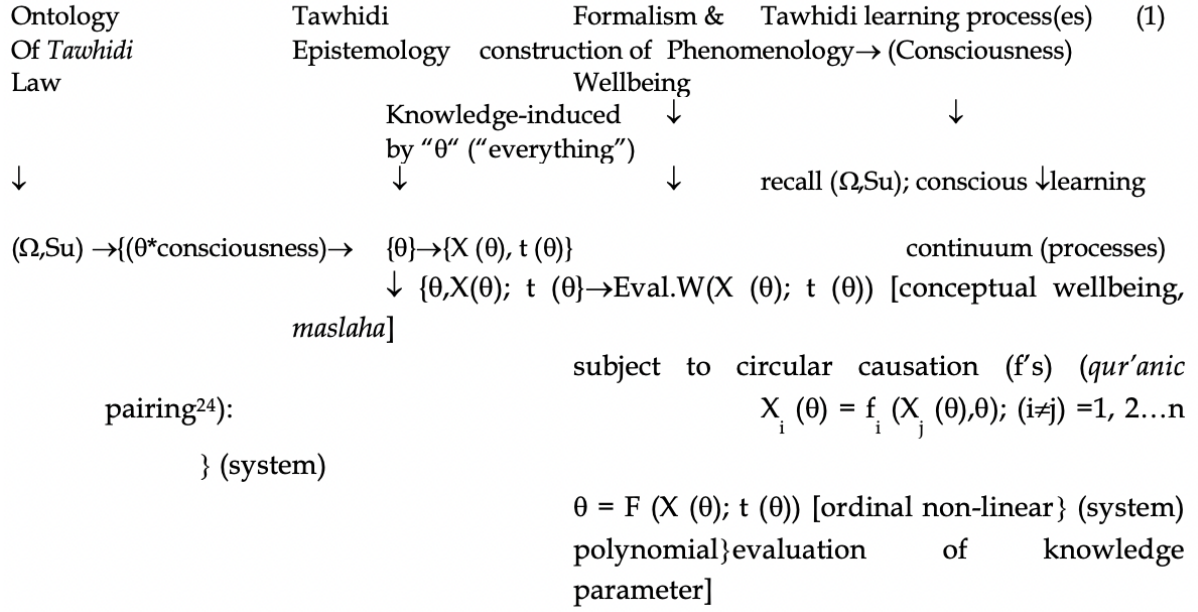 Ontology Tawhidi Formalism & Tawhidi learning process(es) (1)
Of Tawhidi Epistemology construction of Phenomenology→ (Consciousness)
Law Wellbeing
Knowledge-induced ↓ ↓
by “θ“ (“everything”)
↓ ↓ ↓ recall (Ω,Su); conscious ↓learning
(Ω,Su) →{(θ*consciousness)→ {θ}→{X (θ), t (θ)} continuum (processes)
↓ {θ,X(θ); t (θ}→Eval.W(X (θ); t (θ)) [conceptual wellbeing,
maslaha]
subject to circular causation (f's) (qur'anic
pairing²⁴): Xᵢ (θ) = fᵢ (Xⱼ (θ),θ); (i≠j) =1, 2…n
} (system)
θ = F (X (θ); t (θ)) [ordinal non-linear} (system)
polynomial}evaluation of knowledge
parameter]